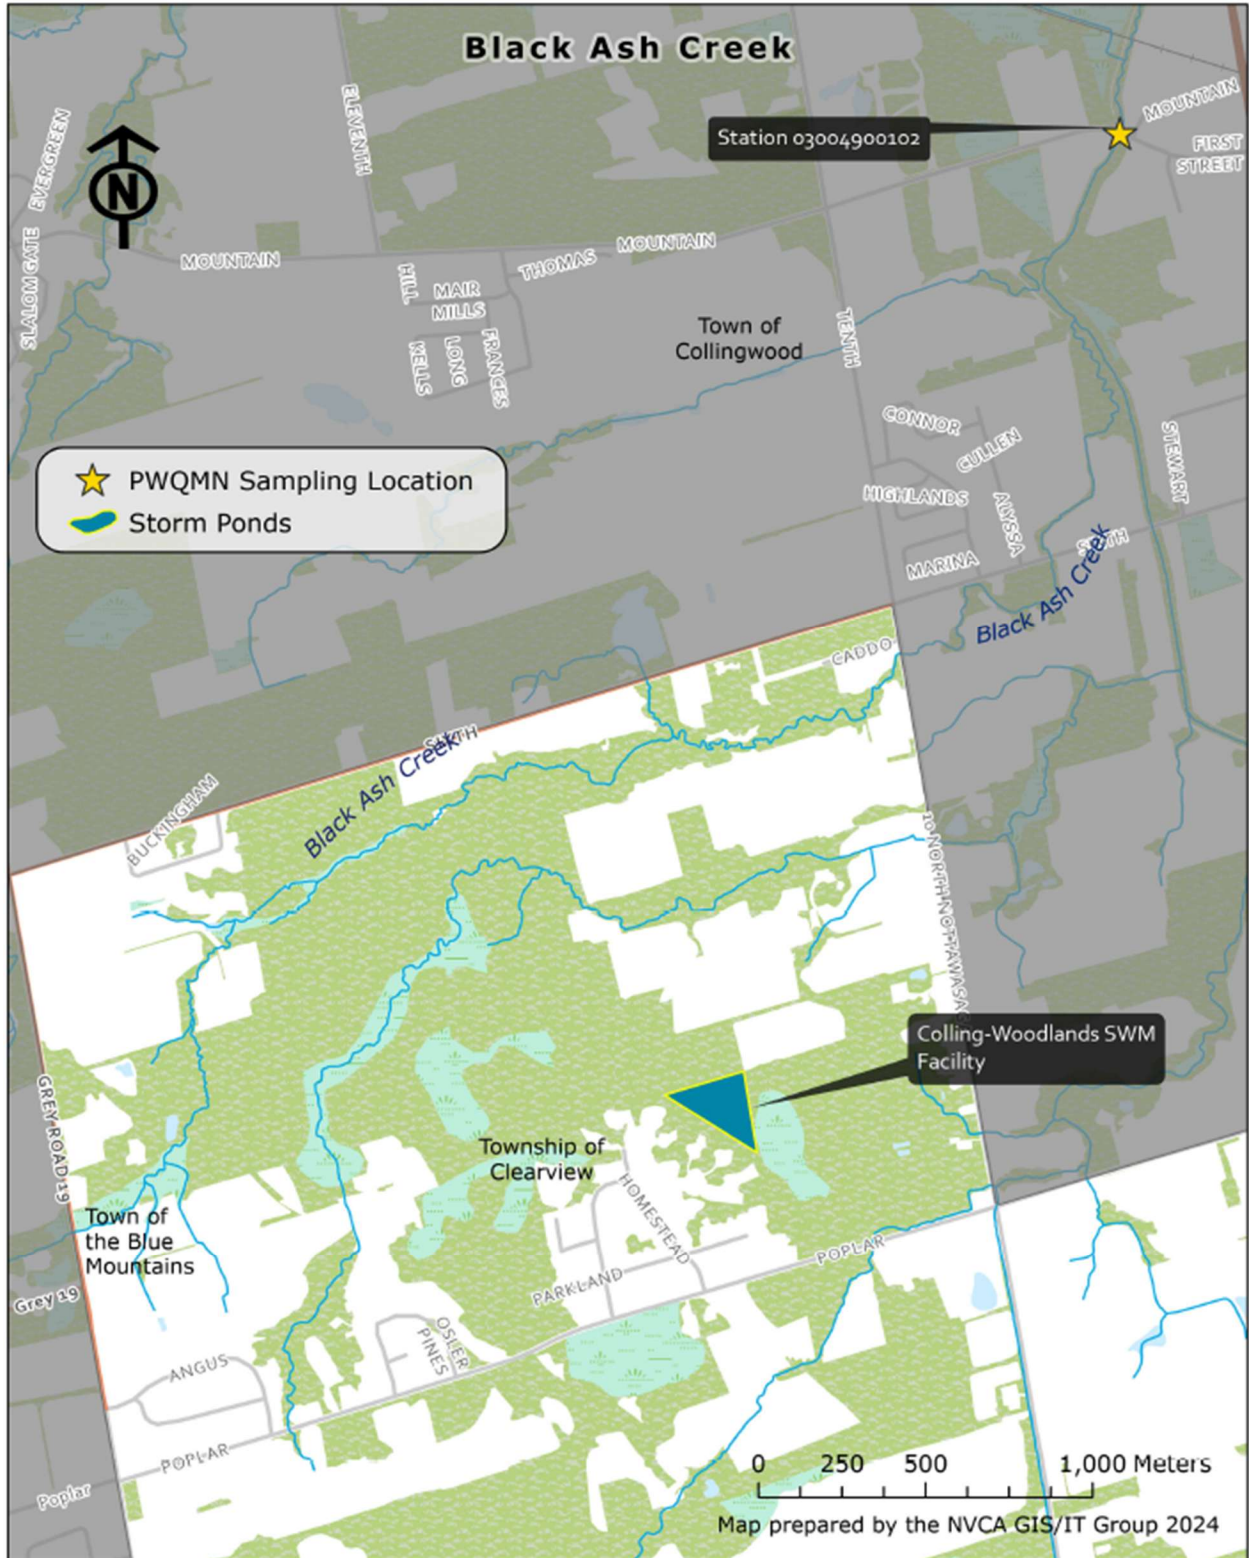 Black Ash Creek
N
EVERGREEN
SLALOM GATE
ELEVENTH
MOUNTAIN
Station 03004900102
MOUNTAIN
FIRST
STREET
MOUNTAIN
THOMAS
HILL
MAIR
MILLS
KELLS
LONG
FRANCES
Town of
Collingwood
TENTH
CONNOR
CULLEN
HIGHLANDS
ALYSSA
MARINA
STEWART
PWQMN Sampling Location
Storm Ponds
Black Ash Creek
CADDO
Black Ash Creek
BUCKINGHAM
Colling-Woodlands SWM
Facility
GREY ROAD 19
Township of
Clearview
HOMESTEAD
Town of
the Blue
Mountains
Grey 19
PARKLAND
POPLAR
OSLER
PINES
ANGUS
POPLAR
Poplar
0 250 500 1,000 Meters
Map prepared by the NVCA GIS/IT Group 2024